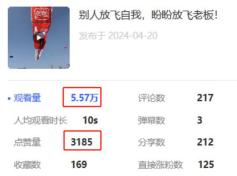 别人放飞自我，盼盼放飞老板！
发布于 2024-04-20
观看量 5.57万 评论数 217
人均观看时长 10s 弹幕数 3
点赞量 3185 分享数 212
收藏数 169 直接涨粉数 125